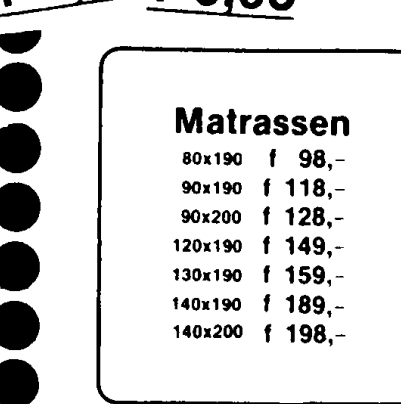 Matrassen
80x190 f 98,-
90x190 f 118,-
90x200 f 128,-
120x190 f 149,-
130x190 f 159,-
140x190 f 189,-
140x200 f 198,-